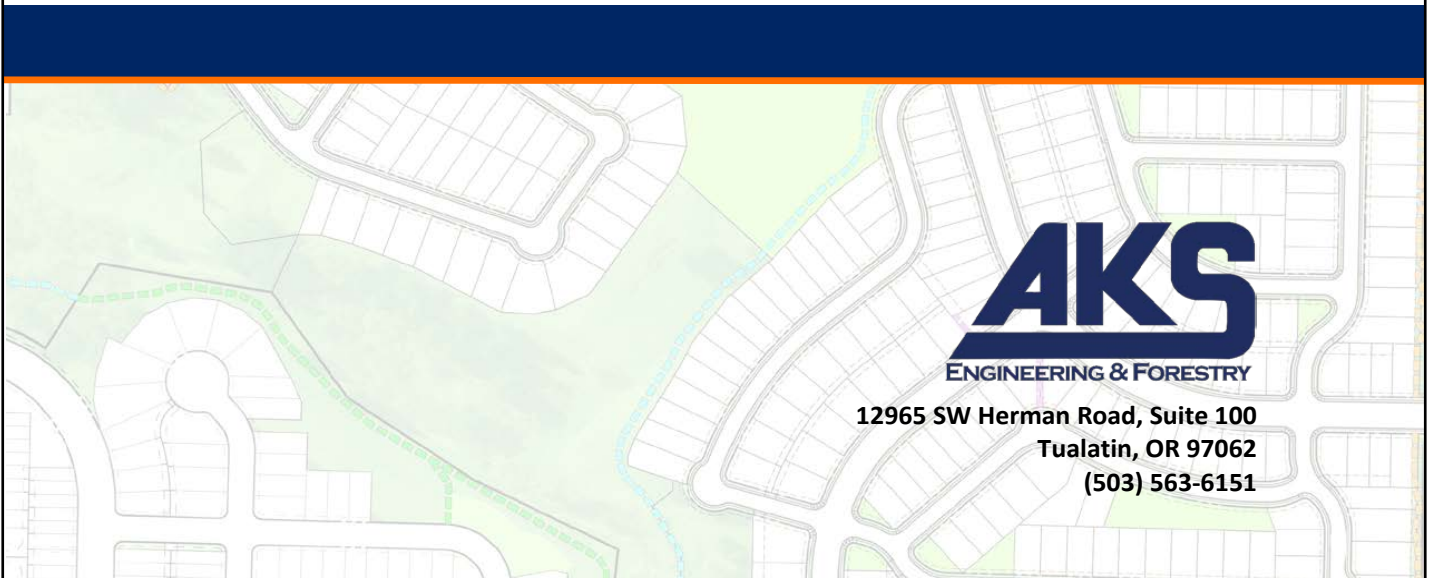 AKS
ENGINEERING & FORESTRY
12965 SW Herman Road, Suite 100
Tualatin, OR 97062
(503) 563-6151